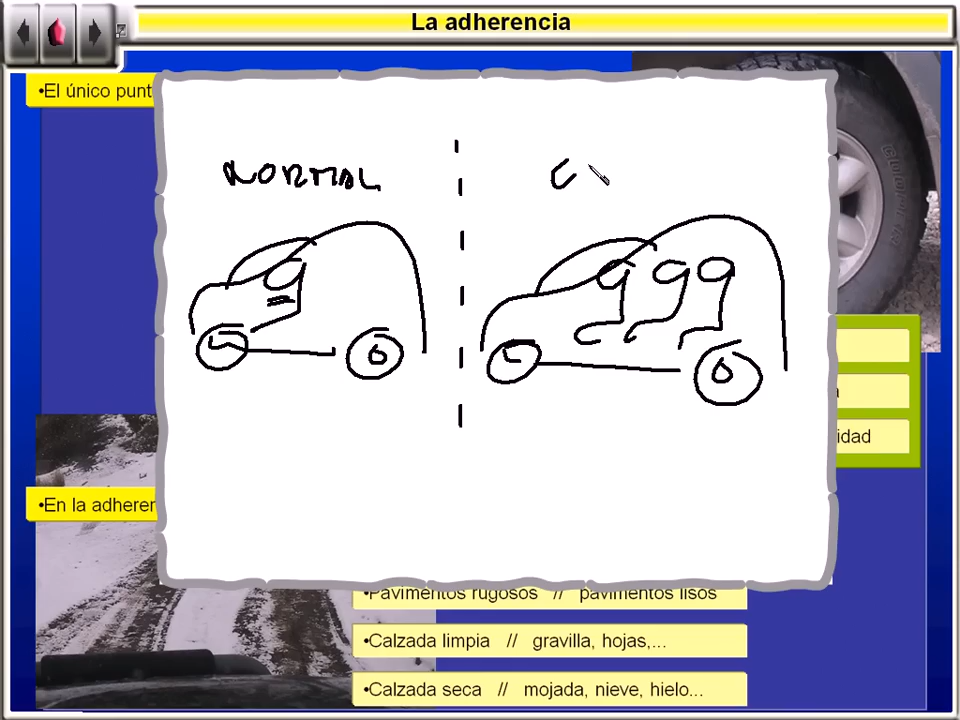 La adherencia
•El único punt
NORMAL
C
a
idad
•En la adheren
•Pavimentos rugosos // pavimentos lisos
•Calzada limpia // gravilla, hojas,...
•Calzada seca // mojada, nieve, hielo...